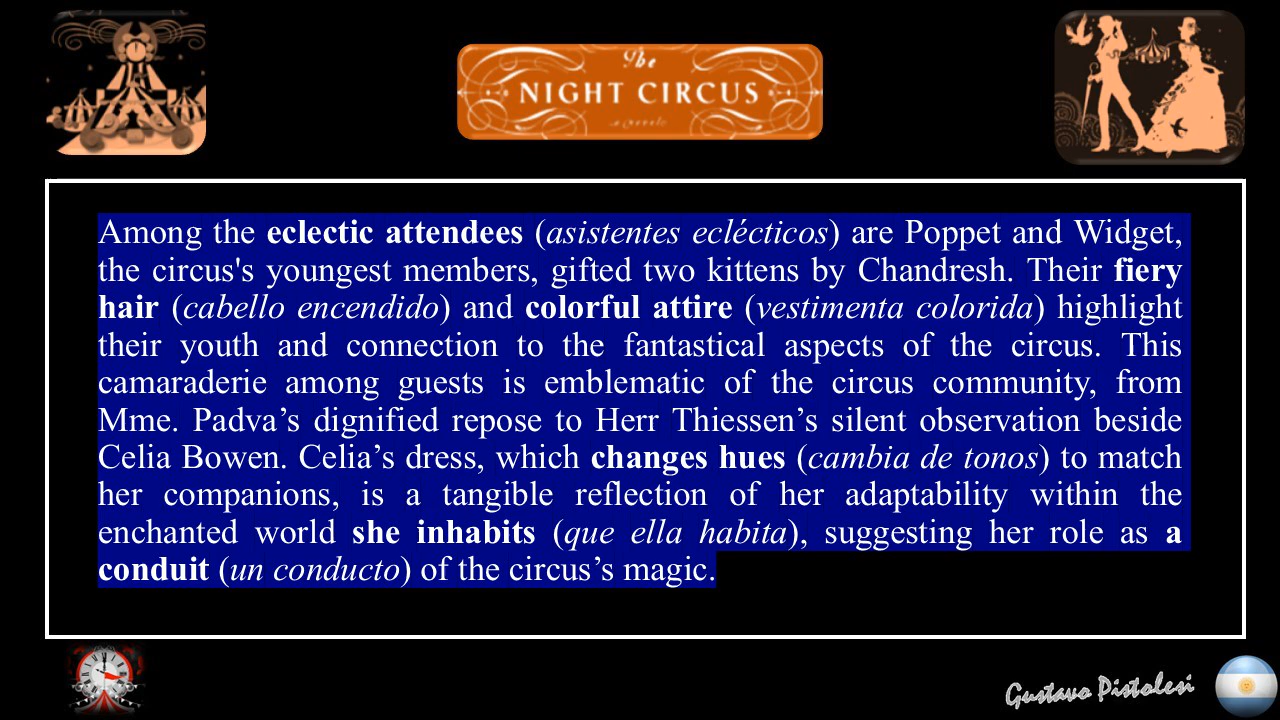 The
NIGHT CIRCUS
a novel
Among the eclectic attendees (asistentes eclécticos) are Poppet and Widget,
the circus's youngest members, gifted two kittens by Chandresh. Their fiery
hair (cabello encendido) and colorful attire (vestimenta colorida) highlight
their youth and connection to the fantastical aspects of the circus. This
camaraderie among guests is emblematic of the circus community, from
Mme. Padva’s dignified repose to Herr Thiessen’s silent observation beside
Celia Bowen. Celia’s dress, which changes hues (cambia de tonos) to match
her companions, is a tangible reflection of her adaptability within the
enchanted world she inhabits (que ella habita), suggesting her role as a
conduit (un conducto) of the circus’s magic.
Gustavo Pistolesi